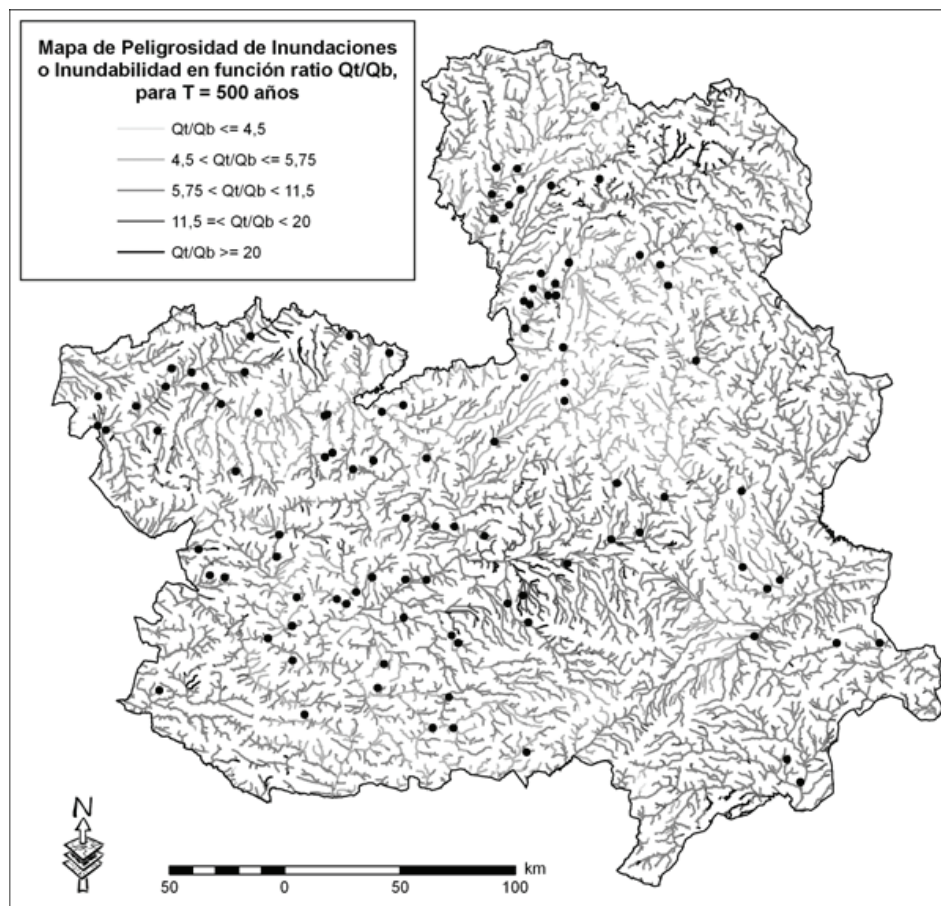 Mapa de Peligrosidad de Inundaciones
o Inundabilidad en función ratio Qt/Qb,
para T = 500 años
Qt/Qb <= 4,5
4,5 < Qt/Qb <= 5,75
5,75 < Qt/Qb < 11,5
11,5 =< Qt/Qb < 20
Qt/Qb >= 20
N
km
50 0 50 100